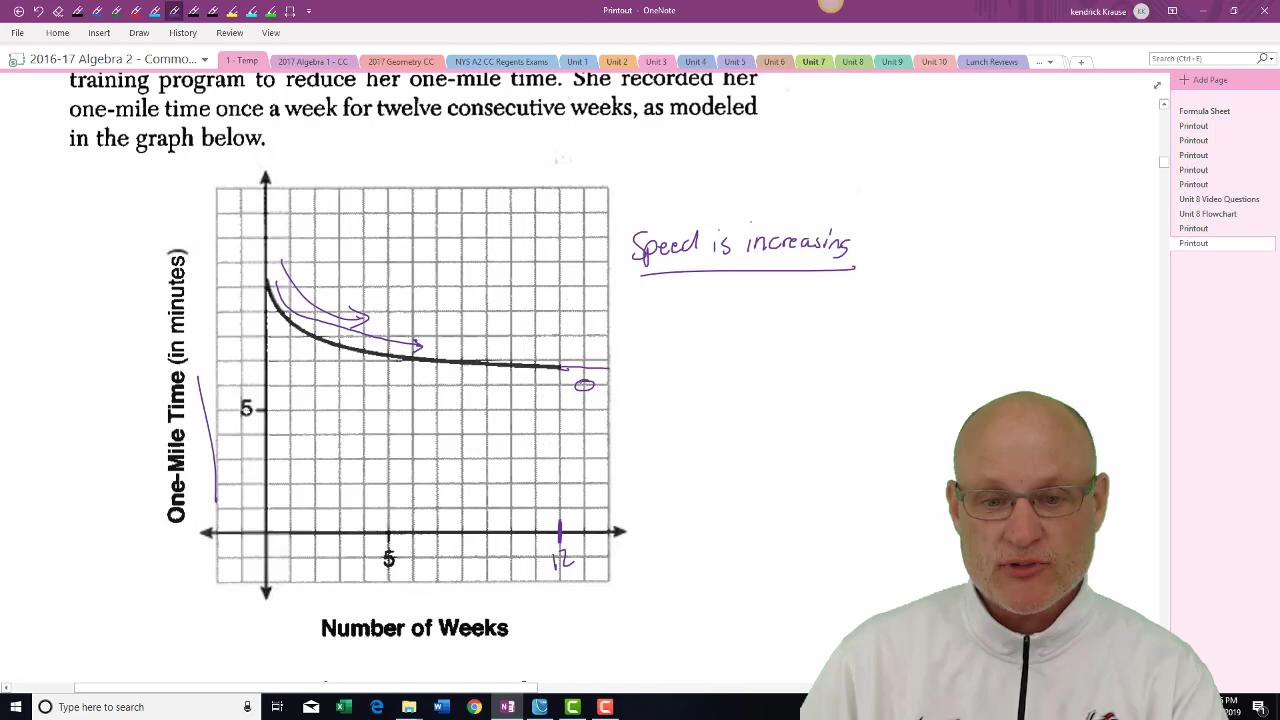 Printout - OneNote
kendrick Krause
KK
File
Home
Insert
Draw
History
Review
View
2016-17 Algebra 2 - Commo...
1 - Temp
2017 Algebra 1 - CC
2017 Geometry CC
NYS A2 CC Regents Exams
Unit 1
Unit 2
Unit 3
Unit 4
Unit 5
Unit 6
Unit 7
Unit 8
Unit 9
Unit 10
Lunch Reviews
...
Search (Ctrl+E)
Add Page
Formula Sheet
Printout
Printout
Printout
Printout
Printout
Unit 8 Video Questions
Unit 8 Flowchart
Printout
Printout
training program to reduce her one-mile time. She recorded her
one-mile time once a week for twelve consecutive weeks, as modeled
in the graph below.
Speed is increasing
One-Mile Time (in minutes)
5
0
5
12
Number of Weeks
Type here to search